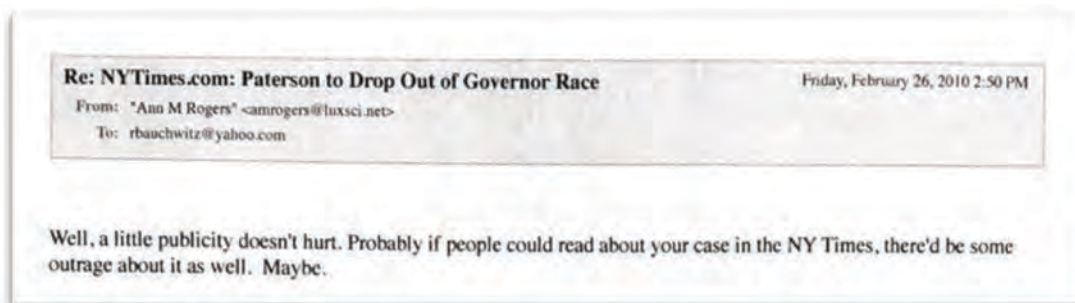 Re: NYTimes.com: Paterson to Drop Out of Governor Race
Friday, February 26, 2010 2:50 PM
From: "Ann M Rogers" <amrogers@luxsci.net>
To: rbauchwitz@yahoo.com
Well, a little publicity doesn't hurt. Probably if people could read about your case in the NY Times, there'd be some
outrage about it as well.  Maybe.